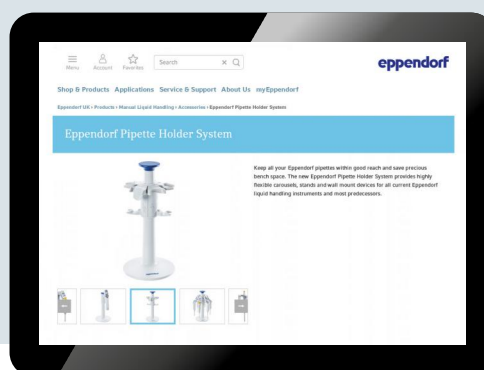 Menu Account Favorites Search
eppendorf
Shop & Products Applications Service & Support About Us myEppendorf
Eppendorf UK › Products › Manual Liquid Handling › Accessories › Eppendorf Pipette Holder System
Eppendorf Pipette Holder System
Keep all your Eppendorf pipettes within good reach and save precious
bench space. The new Eppendorf Pipette Holder System provides highly
flexible carousels, stands and wall mount devices for all current Eppendorf
liquid handling instruments and most predecessors.